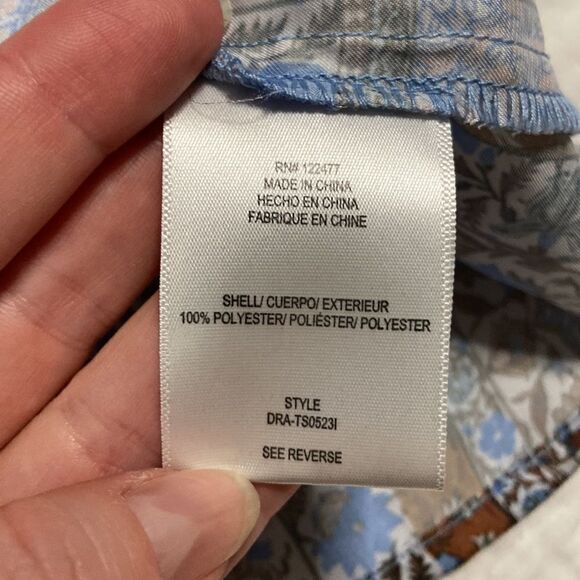 RN# 122477
MADE IN CHINA
HECHO EN CHINA
FABRIQUE EN CHINE
SHELL/ CUERPO/ EXTERIEUR
100% POLYESTER/ POLIÉSTER/ POLYESTER
STYLE
DRA-TS0523I
SEE REVERSE